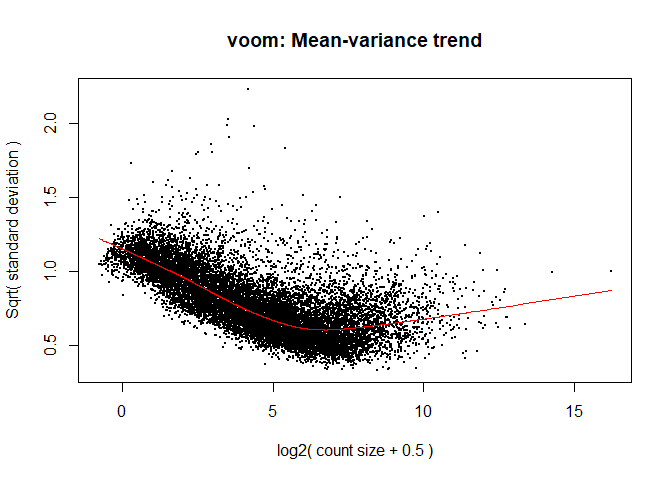 voom: Mean-variance trend
Sqrt( standard deviation )
2.0
1.5
1.0
0.5
0 5 10 15
log2( count size + 0.5 )